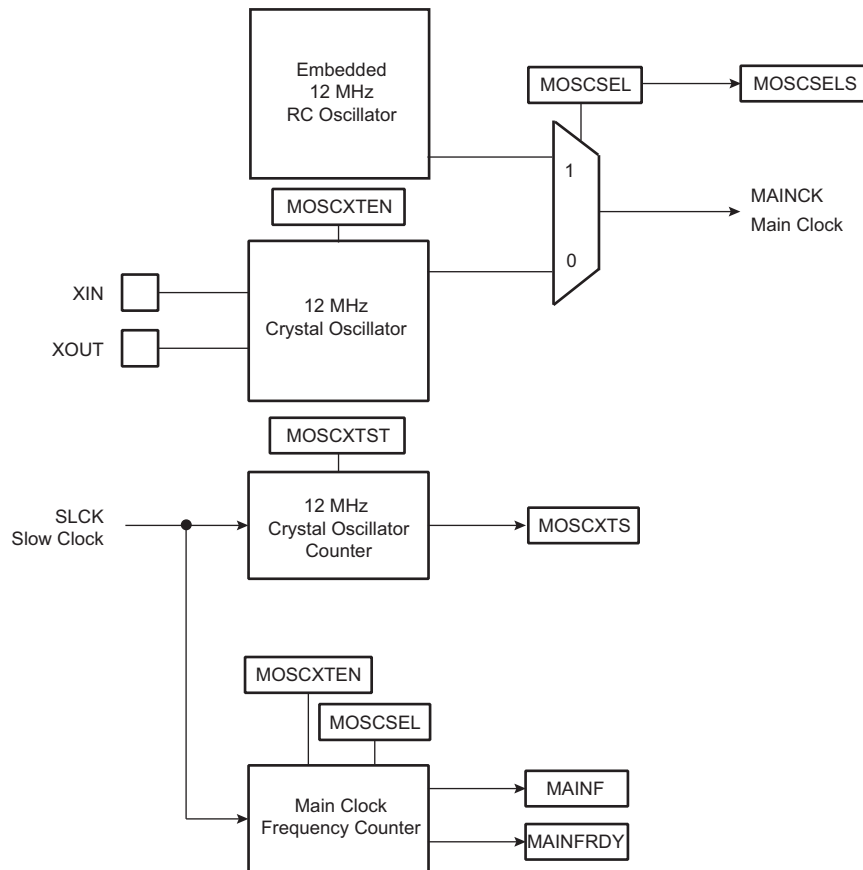 Embedded
12 MHz
RC Oscillator
MOSCSEL
MOSCSELS
1
MAINCK
Main Clock
MOSCXTEN
0
XIN
12 MHz
Crystal Oscillator
XOUT
MOSCXTST
SLCK
Slow Clock
12 MHz
Crystal Oscillator
Counter
MOSCXTS
MOSCXTEN
MOSCSEL
Main Clock
Frequency Counter
MAINF
MAINFRDY